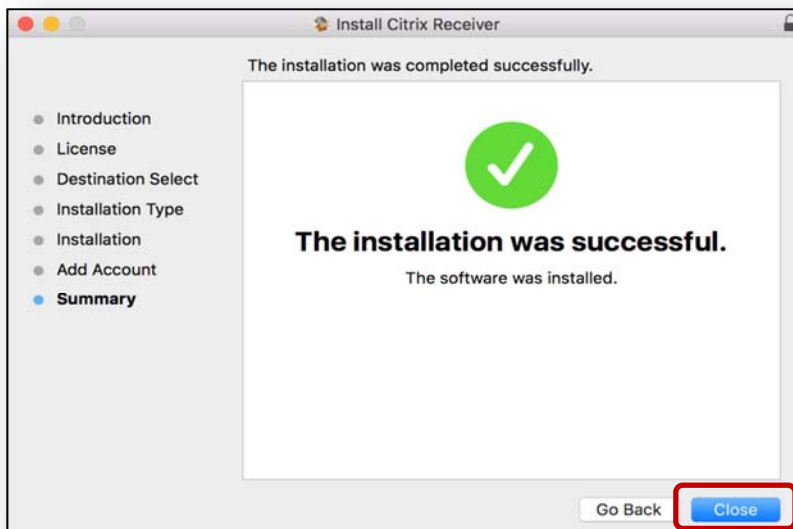 Install Citrix Receiver
The installation was completed successfully.
Introduction
License
Destination Select
Installation Type
Installation
Add Account
Summary
The installation was successful.
The software was installed.
Go Back
Close